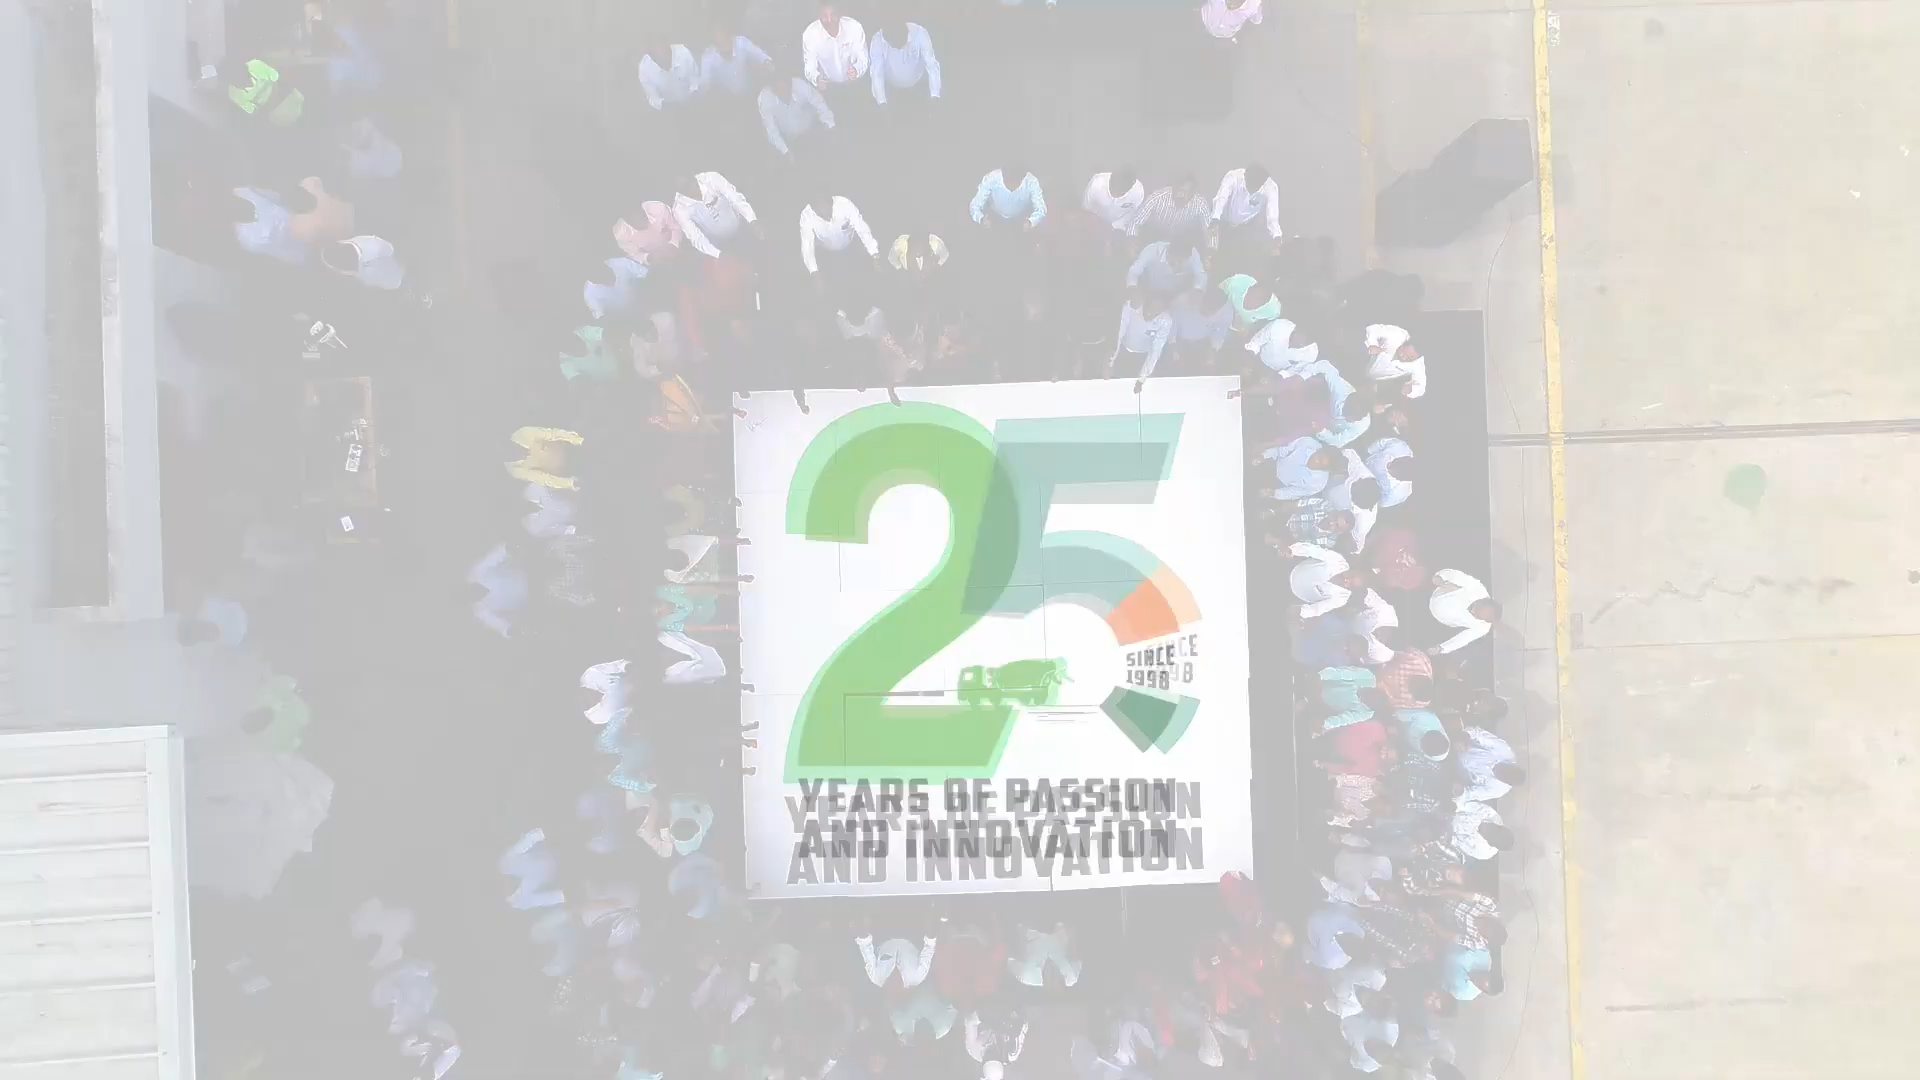 25
SINCE
1998
YEARS OF PASSION
AND INNOVATION